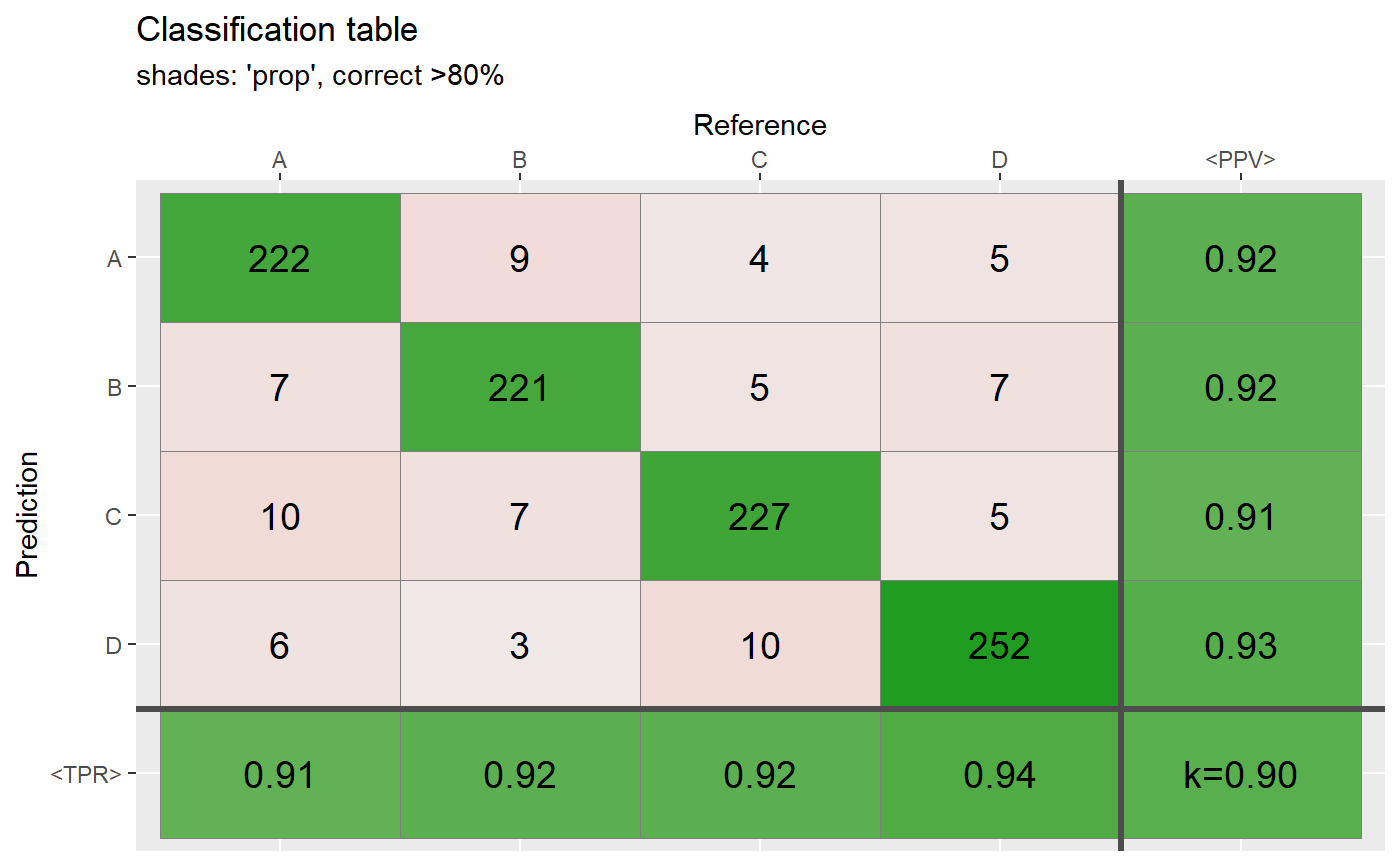 Classification table
shades: 'prop', correct >80%
Reference
A B C D <PPV>
A 222 9 4 5 0.92
B 7 221 5 7 0.92
C 10 7 227 5 0.91
D 6 3 10 252 0.93
<TPR> 0.91 0.92 0.92 0.94 k=0.90
Prediction